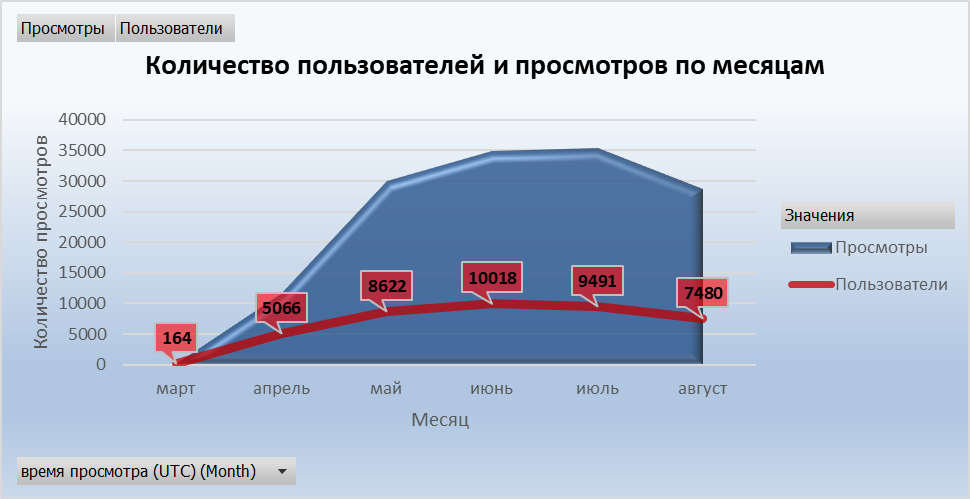 Просмотры Пользователи
Количество пользователей и просмотров по месяцам
40000
35000
30000
25000
20000
15000
10000
5000
0
Количество просмотров
164
5066
8622
10018
9491
7480
март апрель май июнь июль август
Месяц
Значения
Просмотры
Пользователи
время просмотра (UTC) (Month)